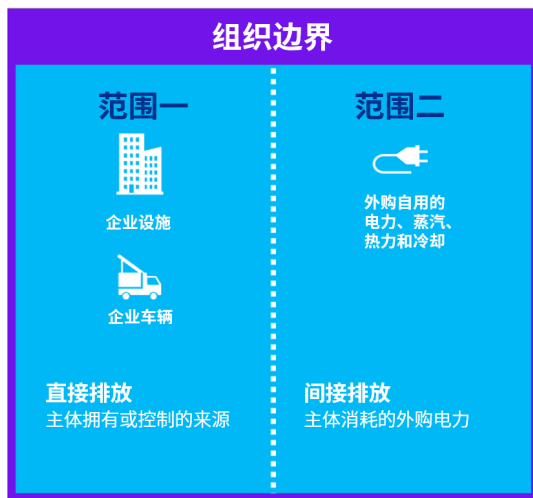 组织边界
范围一
企业设施
企业车辆
直接排放
主体拥有或控制的来源
范围二
外购自用的
电力、蒸汽、
热力和冷却
间接排放
主体消耗的外购电力